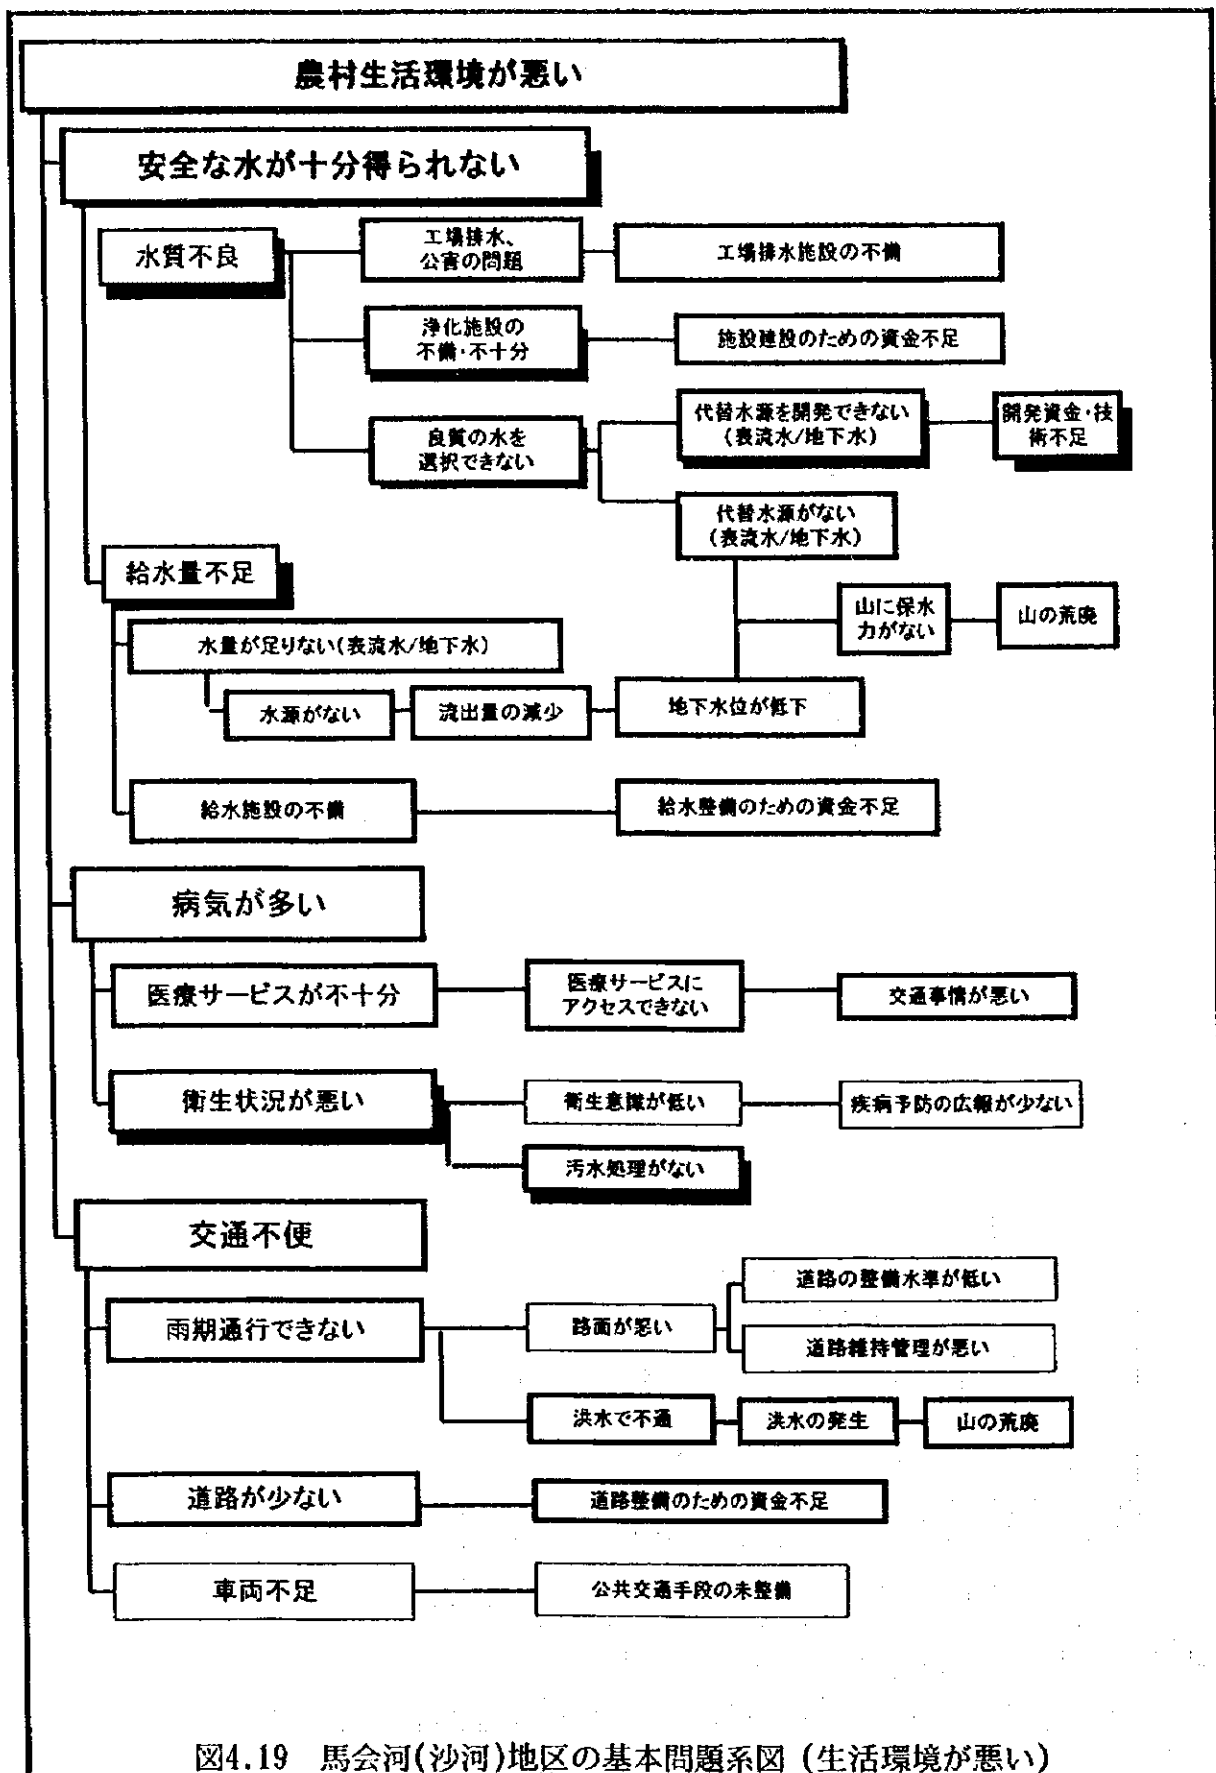 農村生活環境が悪い
安全な水が十分得られない
水質不良
工場排水、
公害の問題
工場排水施設の不備
浄化施設の
不備・不十分
施設建設のための資金不足
良質の水を
選択できない
代替水源を開発できない
(表流水/地下水)
開発資金・技
術不足
代替水源がない
(表流水/地下水)
給水量不足
山に保水
力がない
山の荒廃
水量が足りない(表流水/地下水)
水源がない
流出量の減少
地下水位が低下
給水施設の不備
給水整備のための資金不足
病気が多い
医療サービスが不十分
医療サービスに
アクセスできない
交通事情が悪い
衛生状況が悪い
衛生意識が低い
疾病予防の広報が少ない
汚水処理がない
交通不便
雨期通行できない
路面が悪い
道路の整備水準が低い
道路維持管理が悪い
洪水で不通
洪水の発生
山の荒廃
道路が少ない
道路整備のための資金不足
車両不足
公共交通手段の未整備
図4.19 馬会河(沙河)地区の基本問題系図 (生活環境が悪い)